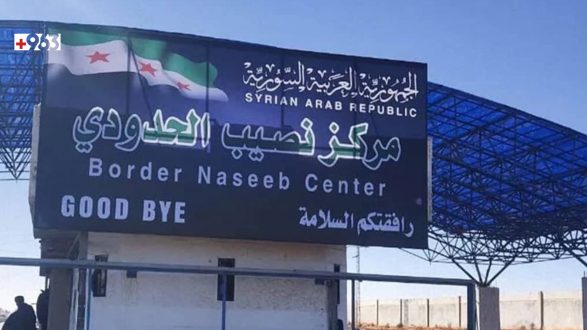 +963
الجمهورية العربية السورية
SYRIAN ARAB REPUBLIC
مركز نصيب الحدودي
Border Naseeb Center
GOOD BYE
رافقتكم السلامة